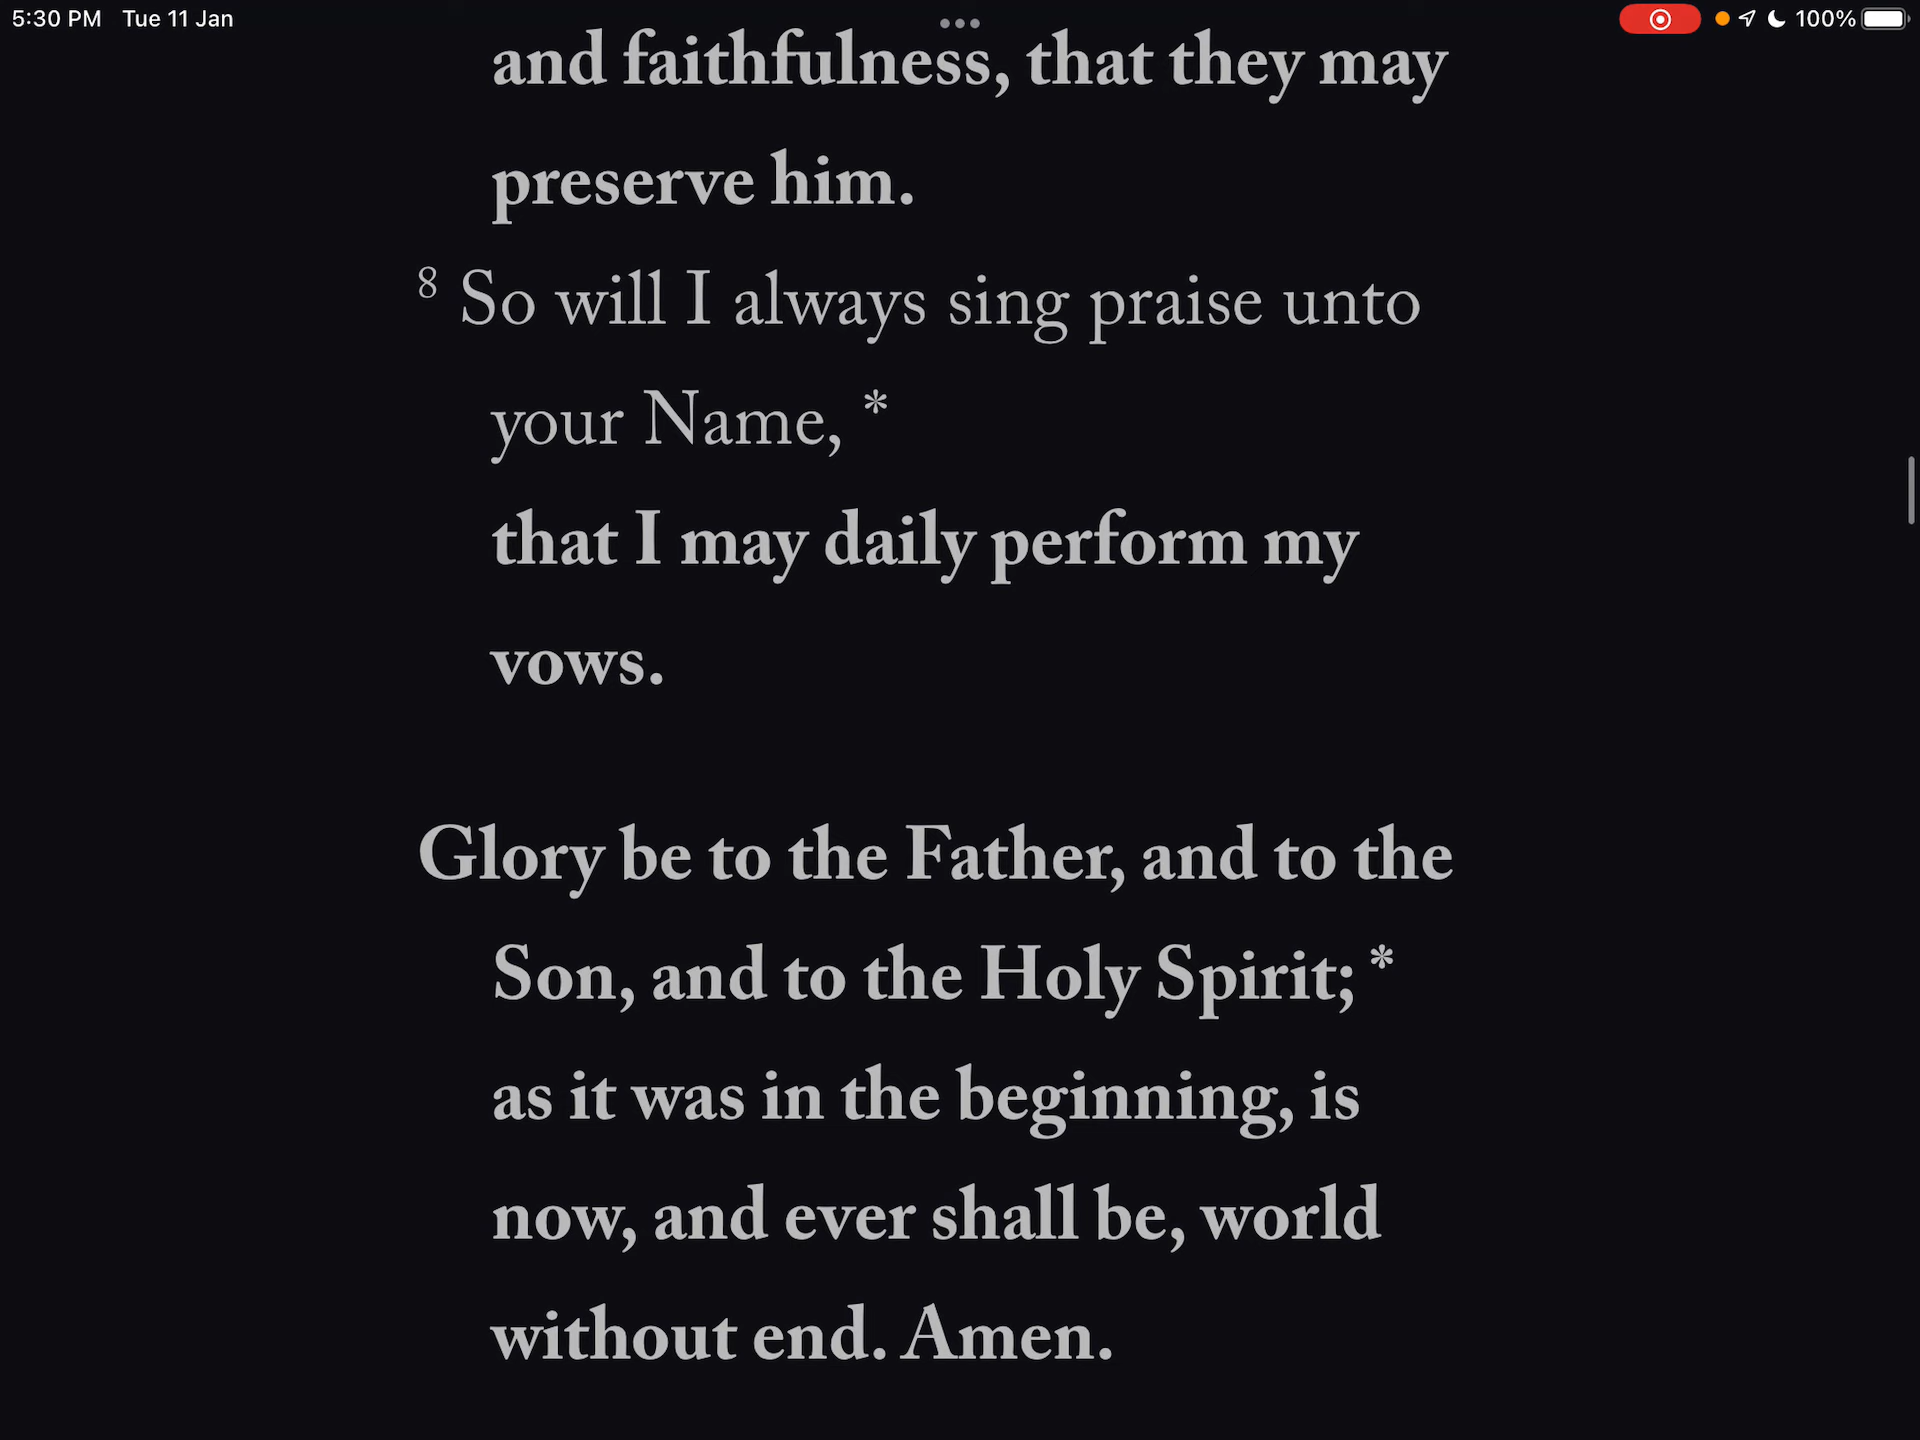 5:30 PM Tue 11 Jan 100%
and faithfulness, that they may
preserve him.
8 So will I always sing praise unto
your Name, *
that I may daily perform my
vows.
Glory be to the Father, and to the
Son, and to the Holy Spirit; *
as it was in the beginning, is
now, and ever shall be, world
without end. Amen.